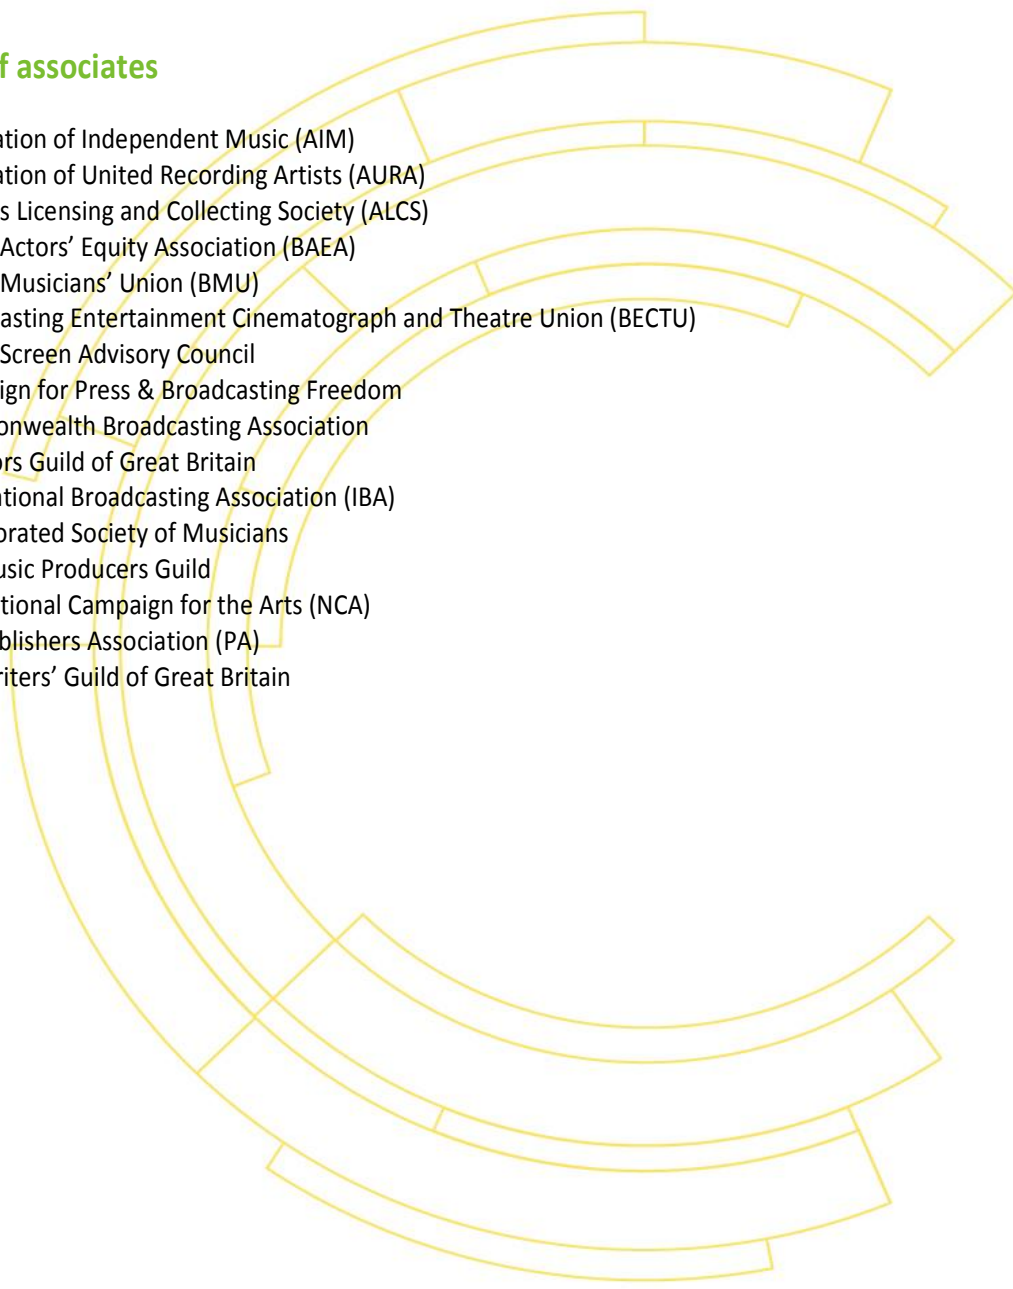 f associates
ation of Independent Music (AIM)
ation of United Recording Artists (AURA)
s Licensing and Collecting Society (ALCS)
Actors’ Equity Association (BAEA)
Musicians’ Union (BMU)
asting Entertainment Cinematograph and Theatre Union (BECTU)
Screen Advisory Council
ign for Press & Broadcasting Freedom
onwealth Broadcasting Association
ors Guild of Great Britain
ational Broadcasting Association (IBA)
orated Society of Musicians
usic Producers Guild
tional Campaign for the Arts (NCA)
blishers Association (PA)
riters’ Guild of Great Britain